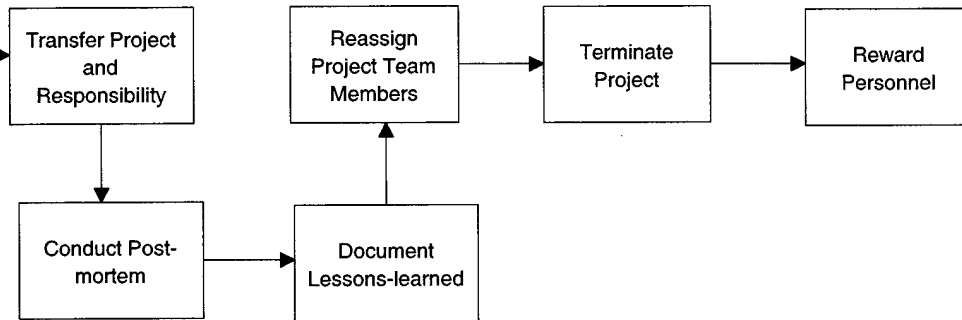 Transfer Project
and
Responsibility
Conduct Post-
mortem
Document
Lessons-learned
Reassign
Project Team
Members
Terminate
Project
Reward
Personnel